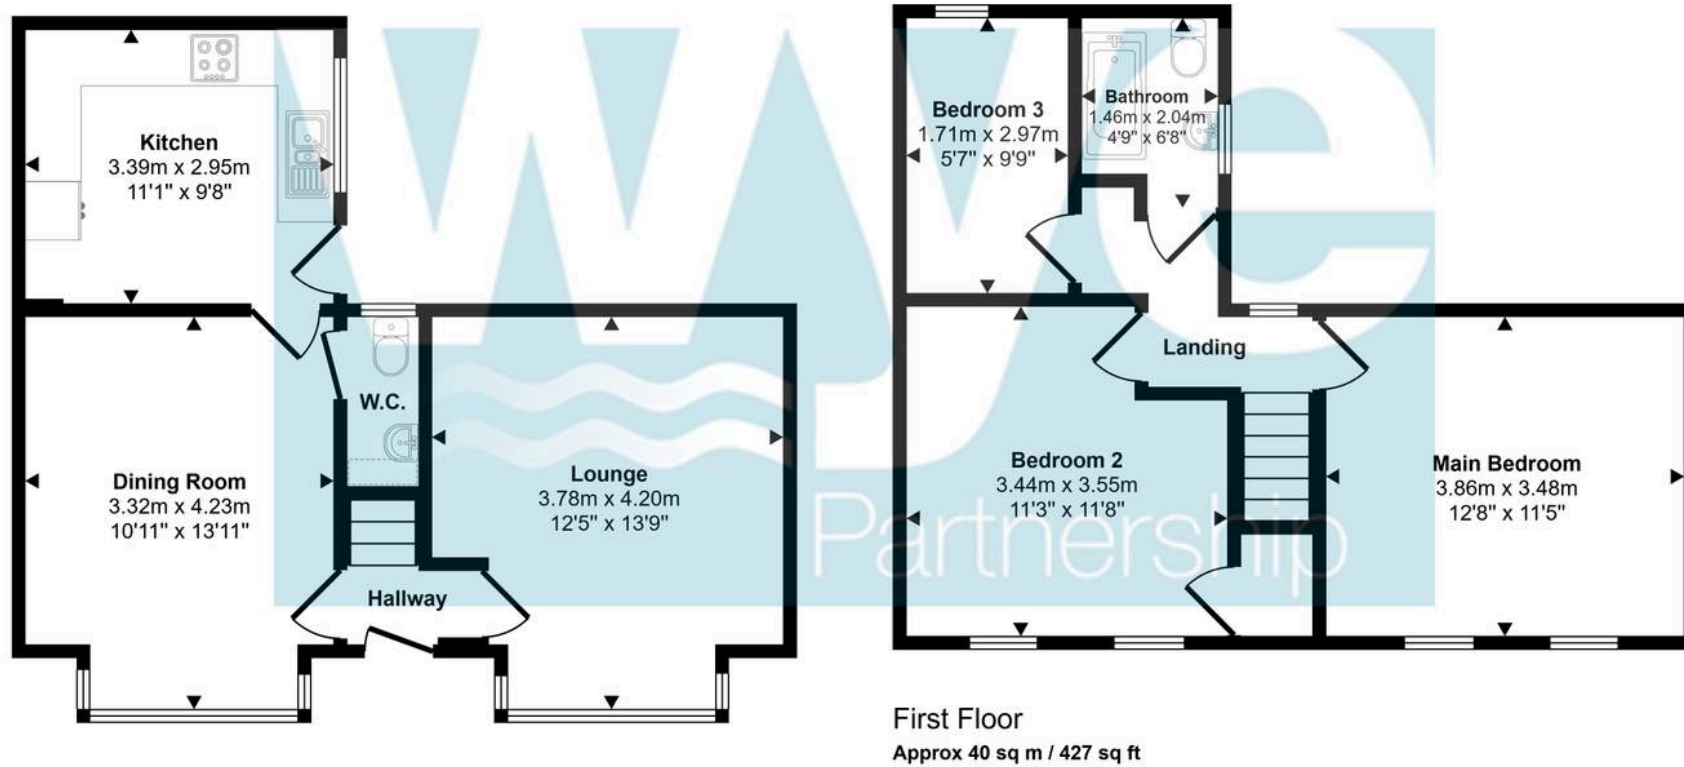 Kitchen
3.39m x 2.95m
11'1" x 9'8"
W.C.
Dining Room
3.32m x 4.23m
10'11" x 13'11"
Lounge
3.78m x 4.20m
12'5" x 13'9"
Hallway
Bedroom 3
1.71m x 2.97m
5'7" x 9'9"
Bathroom
1.46m x 2.04m
4'9" x 6'8"
Landing
Bedroom 2
3.44m x 3.55m
11'3" x 11'8"
Main Bedroom
3.86m x 3.48m
12'8" x 11'5"
wye
Partnership
First Floor
Approx 40 sq m / 427 sq ft